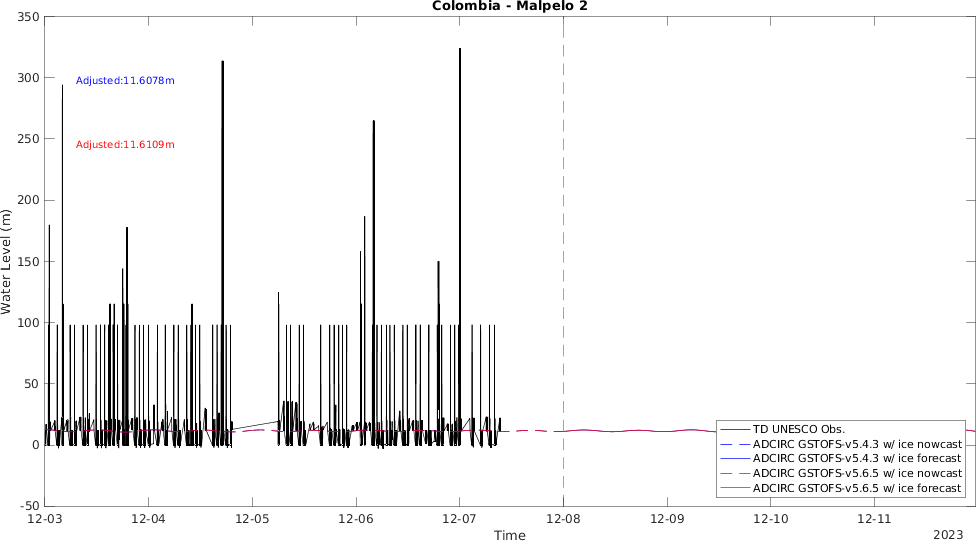 Colombia - Malpelo 2
350
300
250
200
150
100
50
0
-50
Water Level (m)
Adjusted:11.6078m
Adjusted:11.6109m
TD UNESCO Obs.
ADCIRC GSTOFS-v5.4.3 w/ ice nowcast
ADCIRC GSTOFS-v5.4.3 w/ ice forecast
ADCIRC GSTOFS-v5.6.5 w/ ice nowcast
ADCIRC GSTOFS-v5.6.5 w/ ice forecast
12-03 12-04 12-05 12-06 12-07 12-08 12-09 12-10 12-11
Time
2023